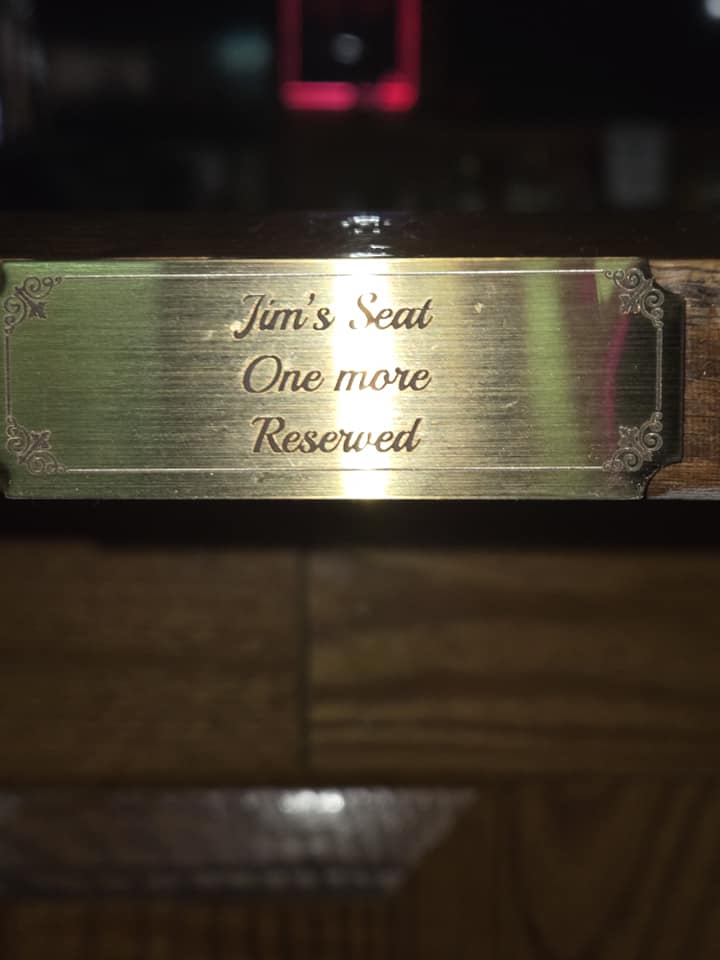 Jim's Seat
One more
Reserved